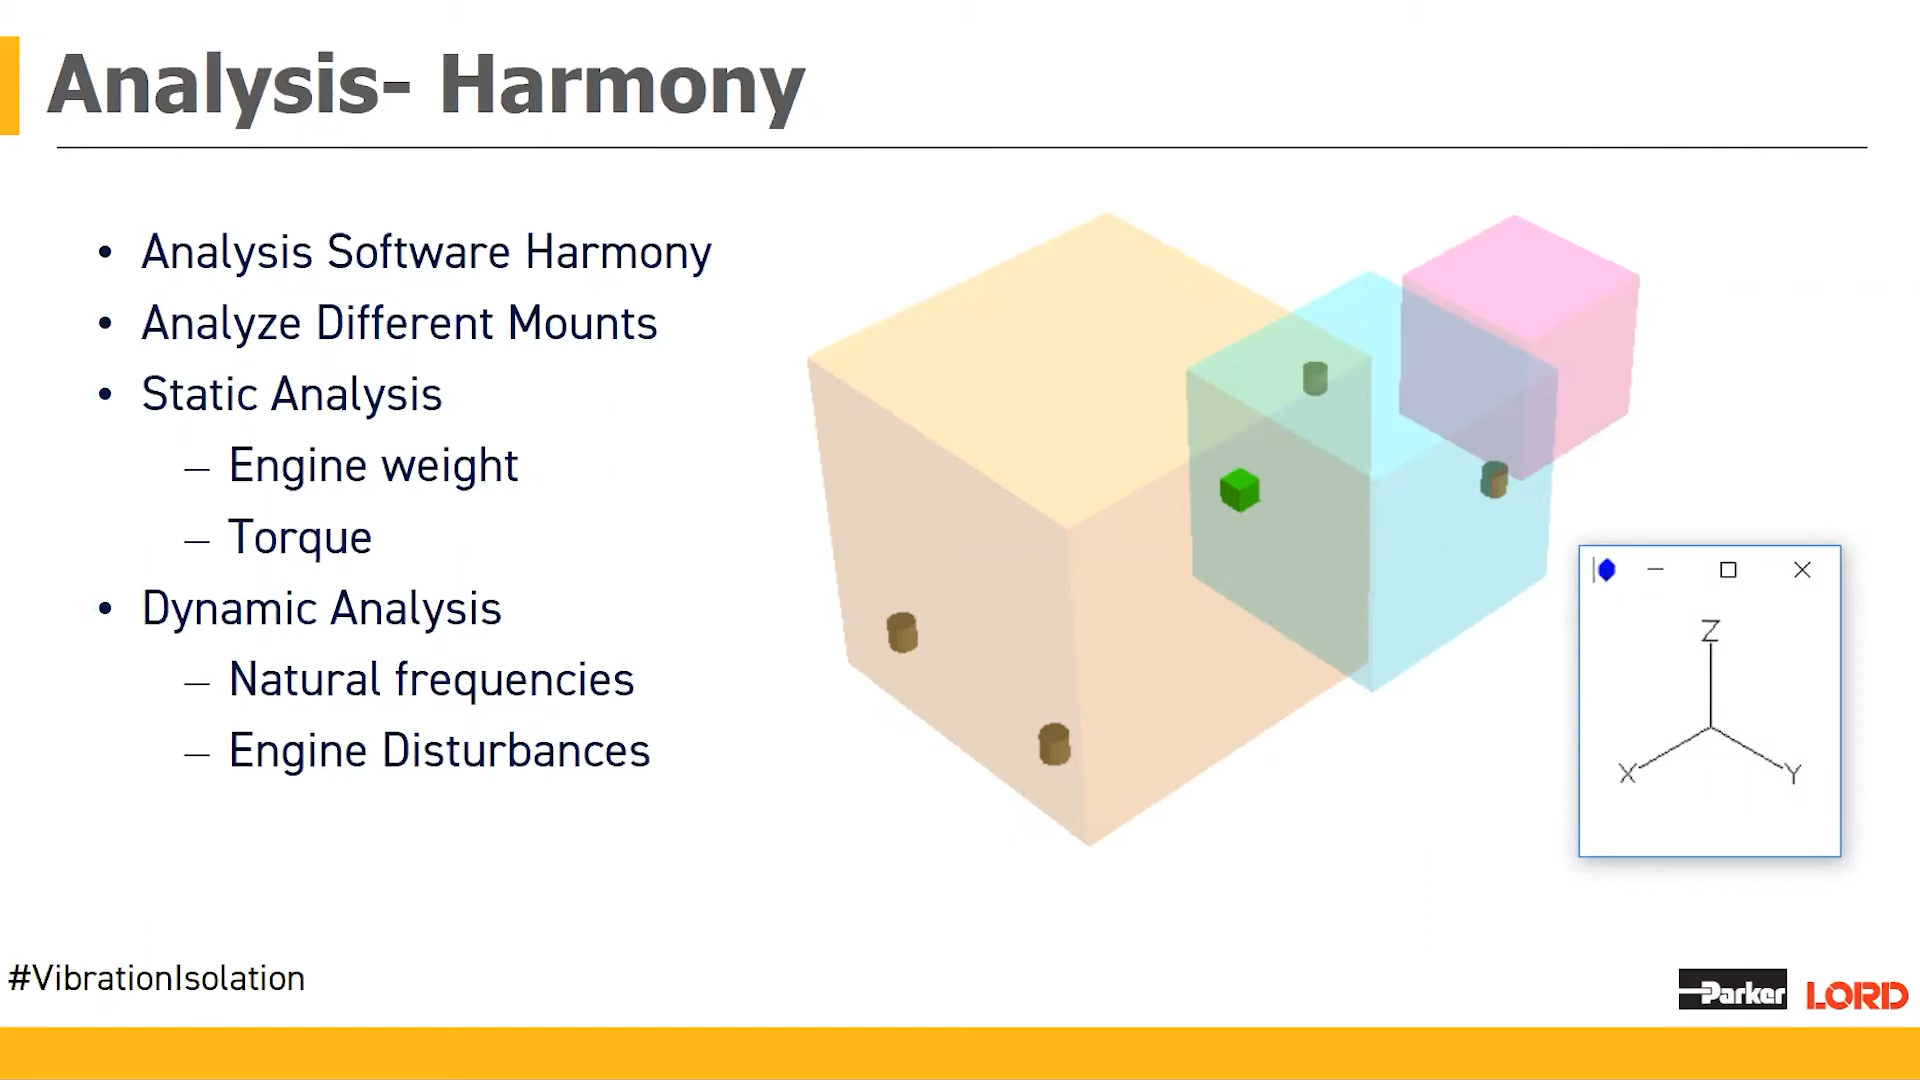 Analysis- Harmony
• Analysis Software Harmony
• Analyze Different Mounts
• Static Analysis
– Engine weight
– Torque
• Dynamic Analysis
– Natural frequencies
– Engine Disturbances
Z
X
Y
#VibrationIsolation
Parker
LORD